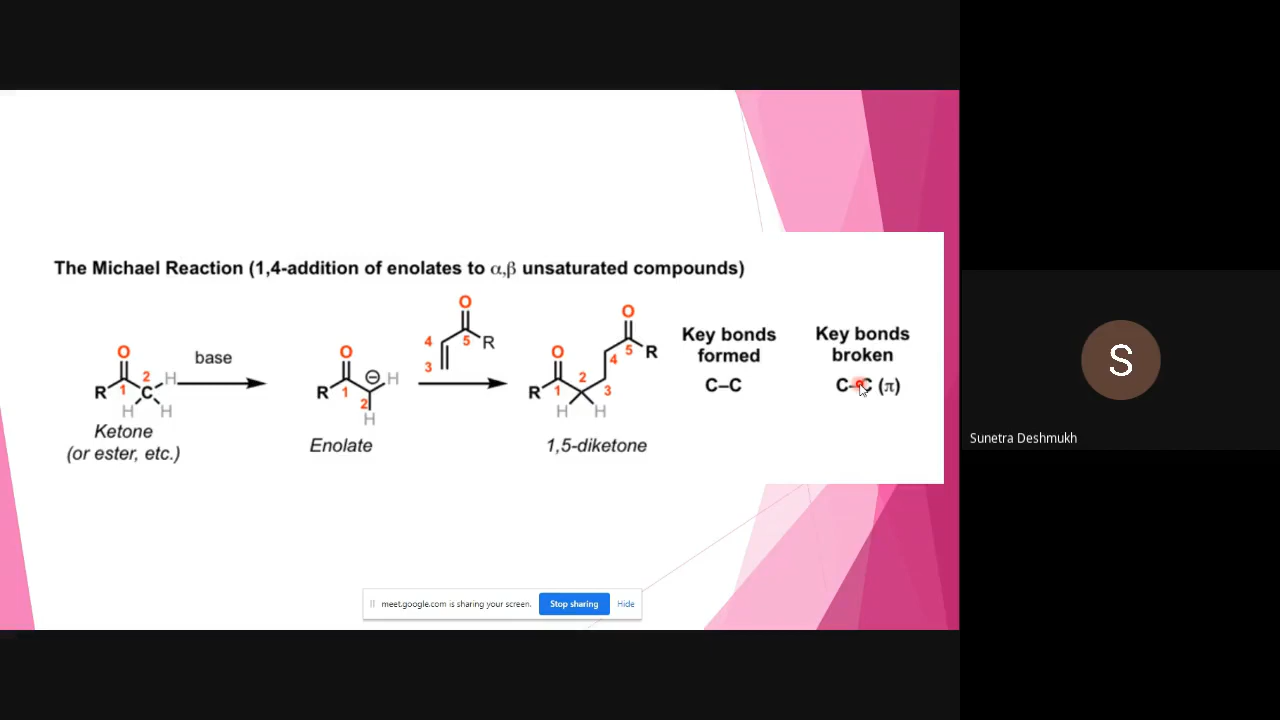 The Michael Reaction (1,4-addition of enolates to α,β unsaturated compounds)
O
R
1
2
C
H
H
H
base
O
R
1
2
⊖
H
H
O
4
5
R
3
O
R
1
2
H
H
3
4
O
5
R
Key bonds
formed
C–C
Key bonds
broken
C–C (π)
Ketone
(or ester, etc.)
Enolate
1,5-diketone
meet.google.com is sharing your screen.
Stop sharing
Hide
S
Sunetra Deshmukh